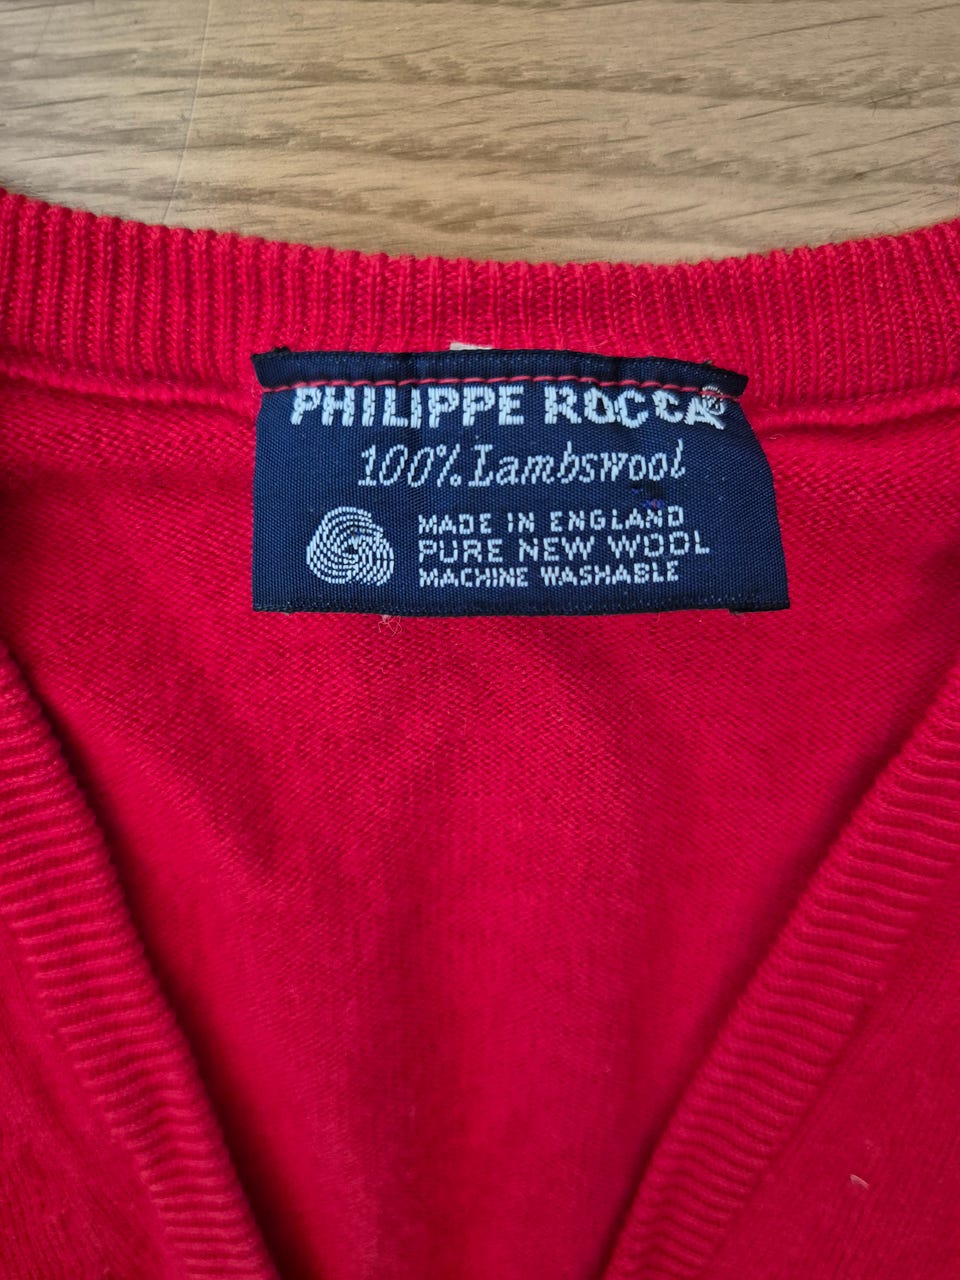 PHILIPPE ROCCA®
100% Lambswool
MADE IN ENGLAND
PURE NEW WOOL
MACHINE WASHABLE